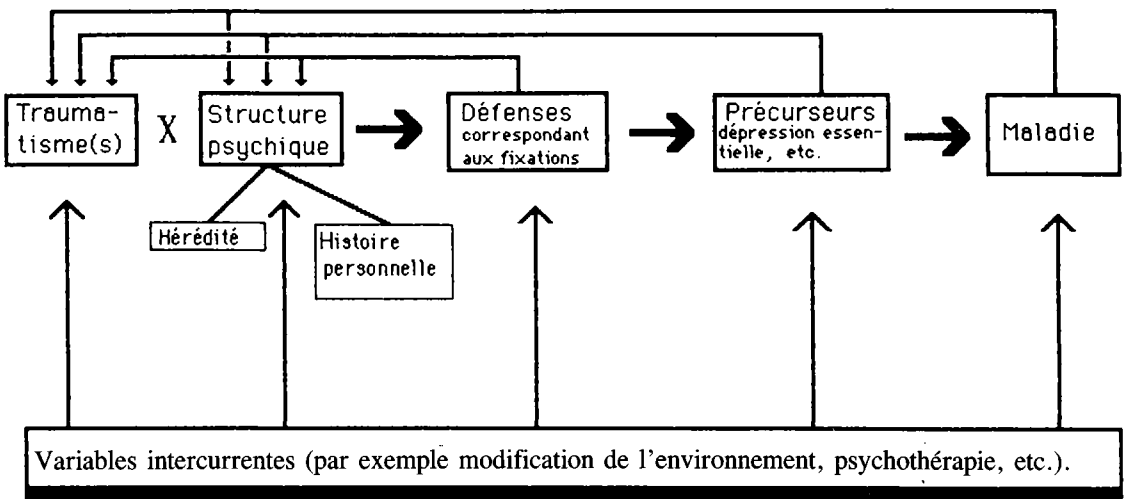 Trauma-
tisme(s)
X
Structure
psychique
Défenses
correspondant
aux fixations
Précurseurs
dépression essen-
tielle, etc.
Maladie
Hérédité
Histoire
personnelle
Variables intercurrentes (par exemple modification de l'environnement, psychothérapie, etc.).